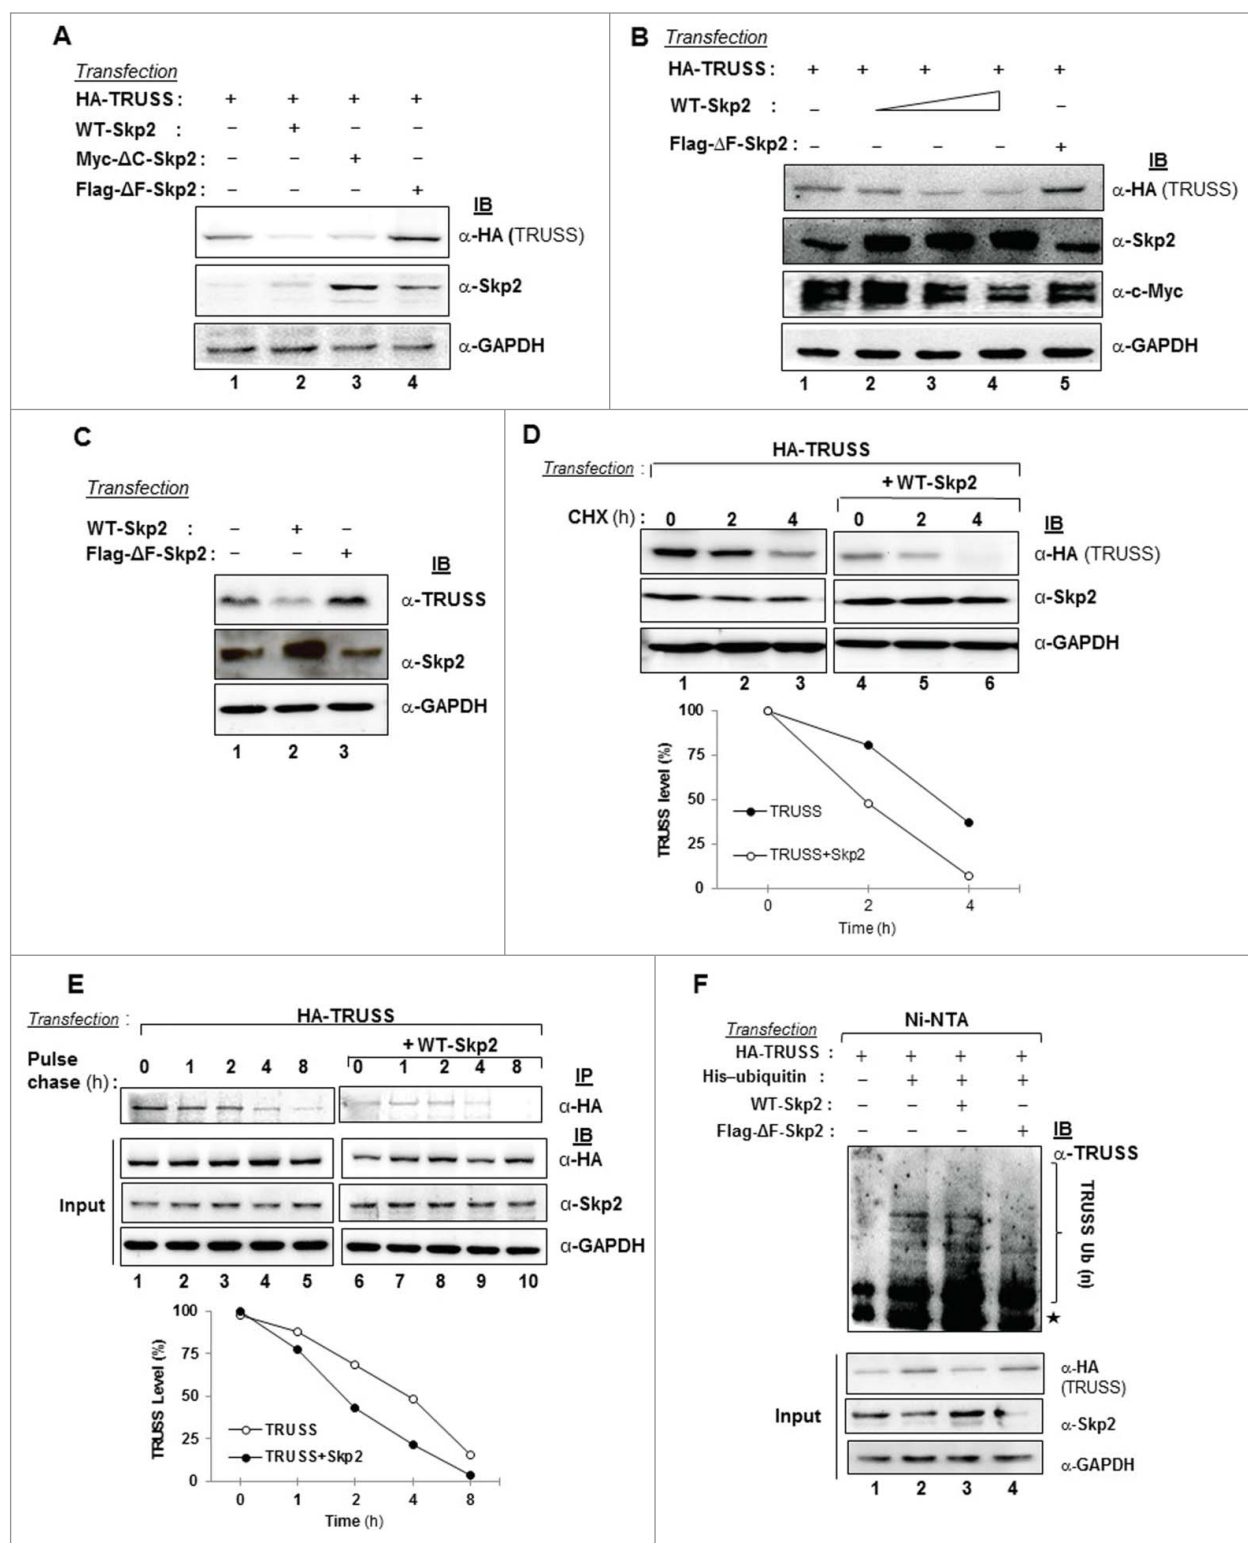 A
Transfection
HA-TRUSS : + + + +
WT-Skp2 : – + – –
Myc-ΔC-Skp2 : – – + –
Flag-ΔF-Skp2 : – – – +
IB
α-HA (TRUSS)
α-Skp2
α-GAPDH
1 2 3 4
B
Transfection
HA-TRUSS : + + + + +
WT-Skp2 : – –
Flag-ΔF-Skp2 : – – – – +
IB
α-HA (TRUSS)
α-Skp2
α-c-Myc
α-GAPDH
1 2 3 4 5
C
Transfection
WT-Skp2 : – + –
Flag-ΔF-Skp2 : – – +
IB
α-TRUSS
α-Skp2
α-GAPDH
1 2 3
D
HA-TRUSS
Transfection :
+ WT-Skp2
CHX (h) : 0 2 4 0 2 4
IB
α-HA (TRUSS)
α-Skp2
α-GAPDH
1 2 3 4 5 6
TRUSS level (%)
100
75
50
25
0
TRUSS
TRUSS+Skp2
0 2 4
Time (h)
E
HA-TRUSS
Transfection :
+ WT-Skp2
Pulse chase (h) : 0 1 2 4 8 0 1 2 4 8
IP
α-HA
IB
α-HA
Input
α-Skp2
α-GAPDH
1 2 3 4 5 6 7 8 9 10
TRUSS Level (%)
100
75
50
25
0
TRUSS
TRUSS+Skp2
0 1 2 4 8
Time (h)
F
Ni-NTA
Transfection
HA-TRUSS : + + + +
His–ubiquitin : – + + +
WT-Skp2 : – – + –
Flag-ΔF-Skp2 : – – – +
IB
α-TRUSS
TRUSS Ub (n)
★
Input
α-HA
(TRUSS)
α-Skp2
α-GAPDH
1 2 3 4